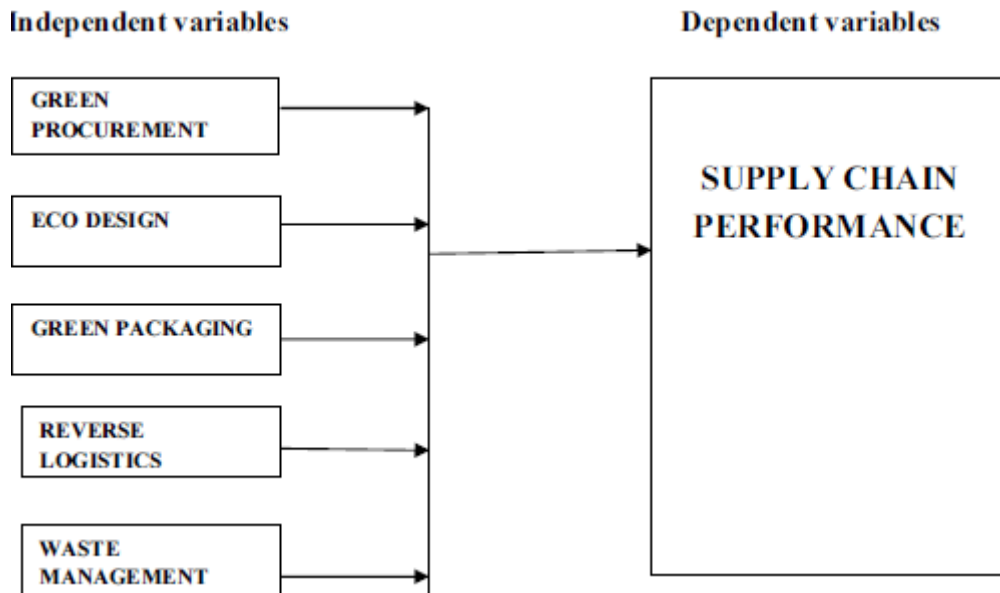 Independent variables
Dependent variables
GREEN
PROCUREMENT
ECO DESIGN
GREEN PACKAGING
REVERSE
LOGISTICS
WASTE
MANAGEMENT
SUPPLY CHAIN
PERFORMANCE